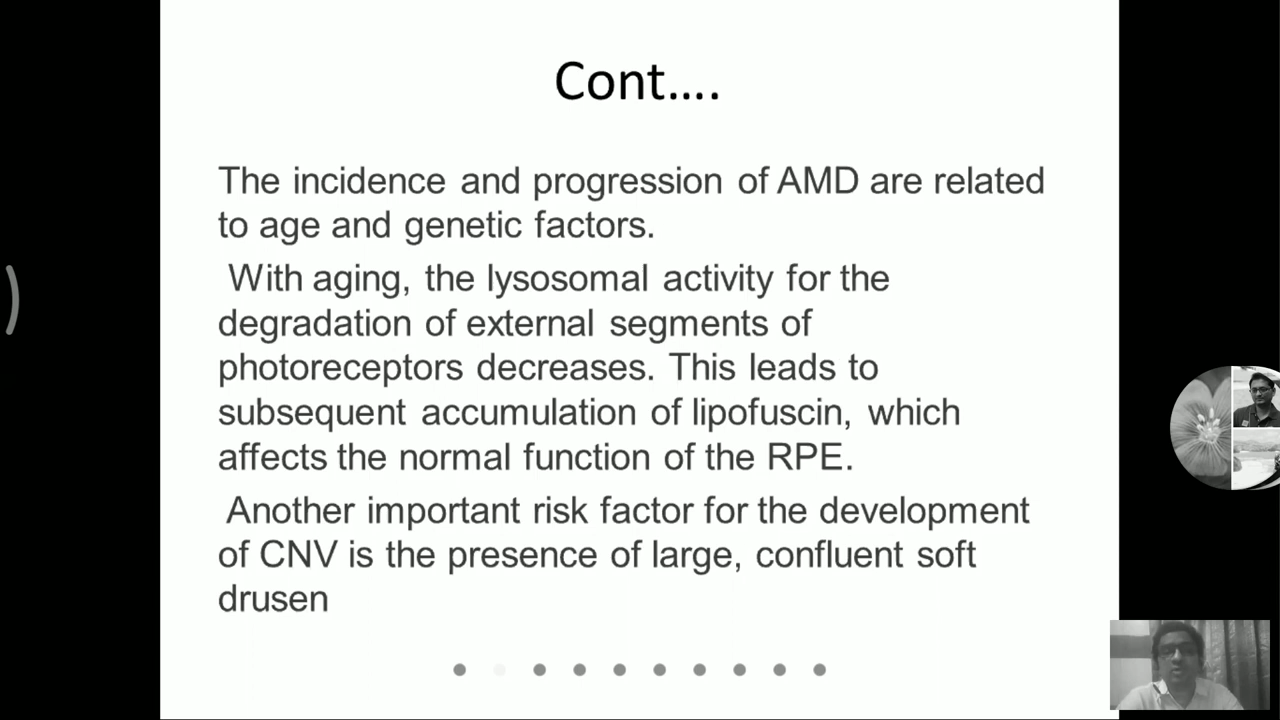 Cont....
The incidence and progression of AMD are related
to age and genetic factors.
With aging, the lysosomal activity for the
degradation of external segments of
photoreceptors decreases. This leads to
subsequent accumulation of lipofuscin, which
affects the normal function of the RPE.
Another important risk factor for the development
of CNV is the presence of large, confluent soft
drusen